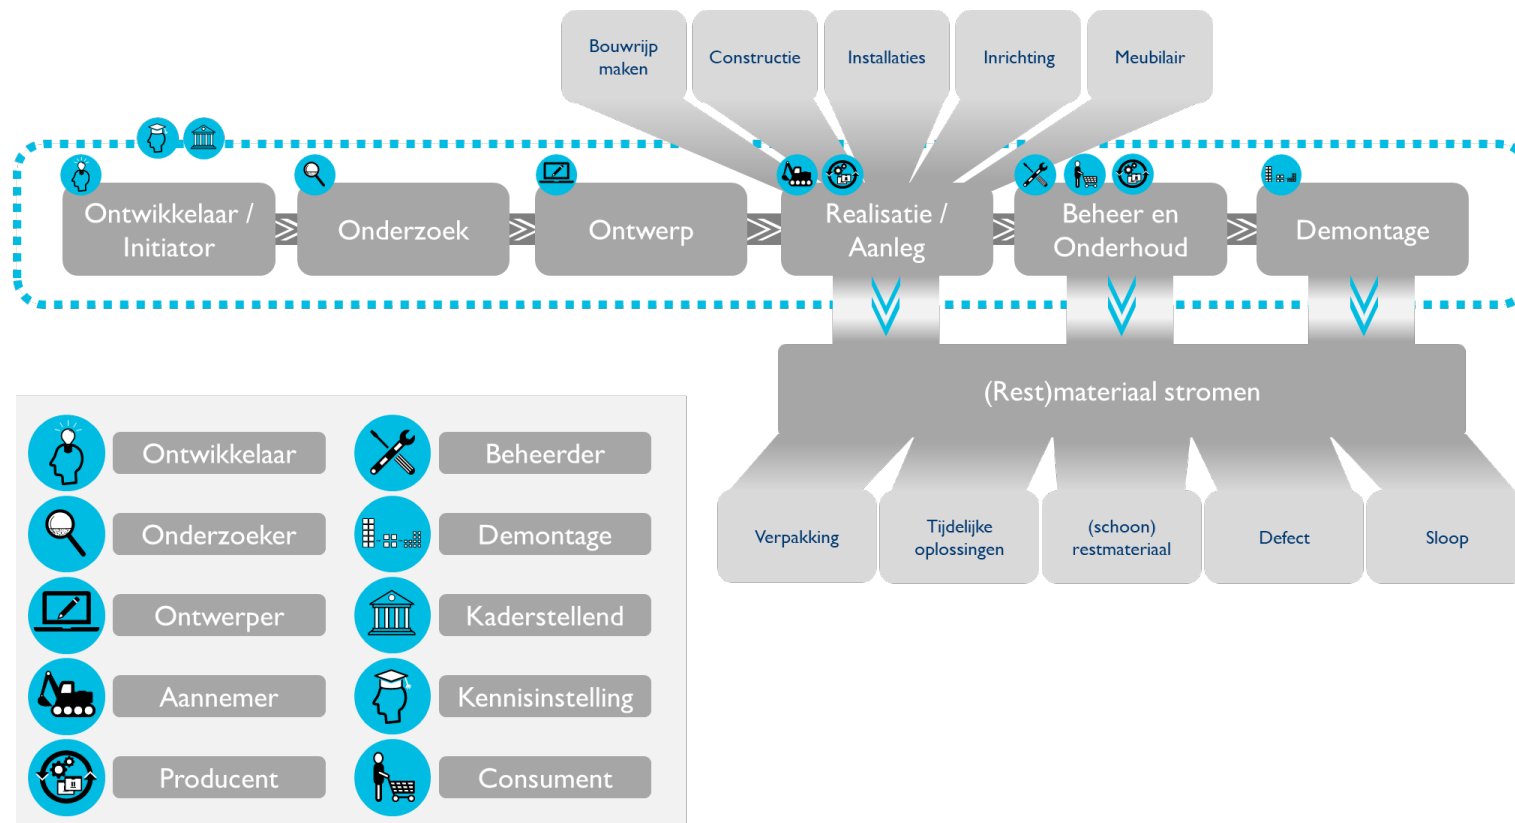 Bouwrijp
maken
Constructie
Installaties
Inrichting
Meubilair
Ontwikkelaar /
Initiator
Onderzoek
Ontwerp
Realisatie /
Aanleg
Beheer en
Onderhoud
Demontage
(Rest)materiaal stromen
Verpakking
Tijdelijke
oplossingen
(schoon)
restmateriaal
Defect
Sloop
Ontwikkelaar
Beheerder
Onderzoeker
Demontage
Ontwerper
Kaderstellend
Aannemer
Kennisinstelling
Producent
Consument